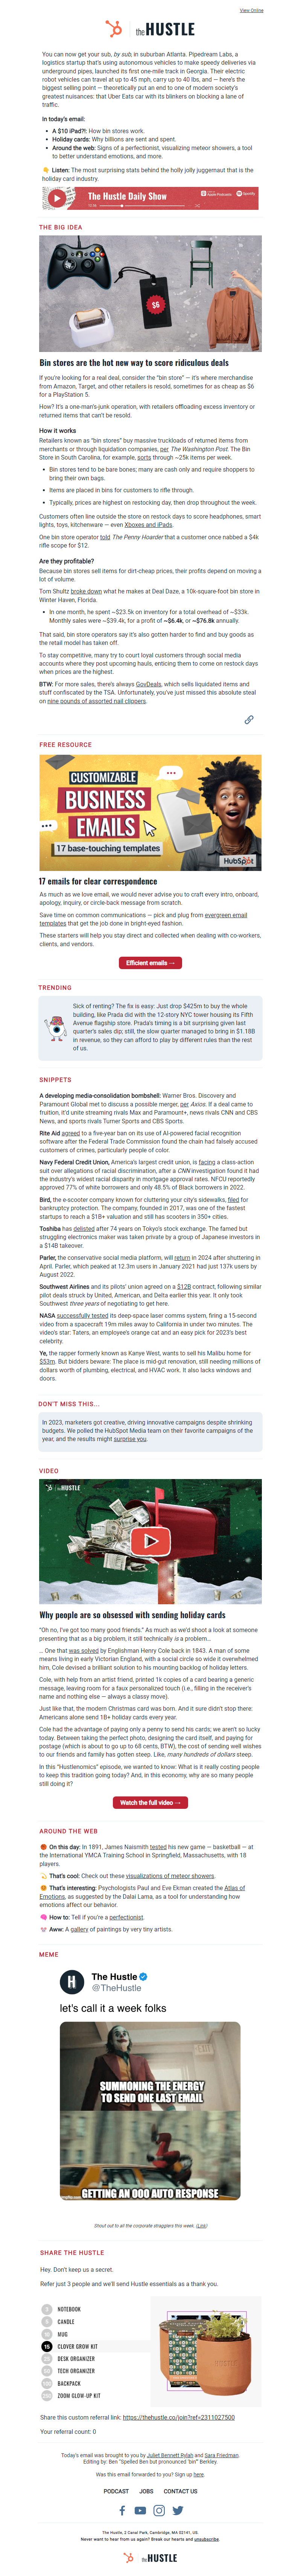 View Online
the HUSTLE
You can now get your sub, by sub, in suburban Atlanta. Pipedream Labs, a
logistics startup that's using autonomous vehicles to make speedy deliveries via
underground pipes, launched its first one-mile track in Georgia. Their electric
robot vehicles can travel at up to 45 mph, carry up to 40 lbs, and — here's the
biggest selling point — theoretically put an end to one of modern society's
greatest nuisances: that Uber Eats car with its blinkers on blocking a lane of
traffic.
In today's email:
• A $10 iPad?!: How bin stores work.
• Holiday cards: Why billions are sent and spent.
• Around the web: Signs of a perfectionist, visualizing meteor showers, a tool
to better understand emotions, and more.
👇 Listen: The most surprising stats behind the holly jolly juggernaut that is the
holiday card industry.
The Hustle Daily Show
Apple Podcasts
Spotify
THE BIG IDEA
$6
Bin stores are the hot new way to score ridiculous deals
If you're looking for a real deal, consider the "bin store" — it's where merchandise
from Amazon, Target, and other retailers is resold, sometimes for as cheap as $6
for a PlayStation 5.
How? It's a one-man's-junk operation, with retailers offloading excess inventory or
returned items that can't be resold.
How it works
Retailers known as "bin stores" buy massive truckloads of returned items from
merchants or through liquidation companies, per The Washington Post. The Bin
Store in South Carolina, for example, sorts through ~25k items per week.
• Bin stores tend to be bare bones; many are cash only and require shoppers to
bring their own bags.
• Items are placed in bins for customers to rifle through.
• Typically, prices are highest on restocking day, then drop throughout the week.
Customers often line outside the store on restock days to score headphones, smart
lights, toys, kitchenware — even Xboxes and iPads.
One bin store operator told The Penny Hoarder that a customer once nabbed a $4k
rifle scope for $12.
Are they profitable?
Because bin stores sell items for dirt-cheap prices, their profits depend on moving a
lot of volume.
Tom Shultz broke down what he makes at Deal Daze, a 10k-square-foot bin store in
Winter Haven, Florida.
• In one month, he spent ~$23.5k on inventory for a total overhead of ~$33k.
Monthly sales were ~$39.4k, for a profit of ~$6.4k, or ~$76.8k annually.
That said, bin store operators say it's also gotten harder to find and buy goods as
the retail model has taken off.
To stay competitive, many try to court loyal customers through social media
accounts where they post upcoming hauls, enticing them to come on restock days
when prices are the highest.
BTW: For more sales, there's always GovDeals, which sells liquidated items and
stuff confiscated by the TSA. Unfortunately, you've just missed this absolute steal
on nine pounds of assorted nail clippers.
FREE RESOURCE
CUSTOMIZABLE
BUSINESS
EMAILS
17 base-touching templates
HubSpot
17 emails for clear correspondence
As much as we love email, we would never advise you to craft every intro, onboard,
apology, inquiry, or circle-back message from scratch.
Save time on common communications — pick and plug from evergreen email
templates that get the job done in bright-eyed fashion.
These starters will help you stay direct and collected when dealing with co-workers,
clients, and vendors.
Efficient emails →
TRENDING
Sick of renting? The fix is easy: Just drop $425m to buy the whole
building, like Prada did with the 12-story NYC tower housing its Fifth
Avenue flagship store. Prada's timing is a bit surprising given last
quarter's sales dip; still, the slow quarter managed to bring in $1.18B
in revenue, so they can afford to play by different rules than the rest
of us.
SNIPPETS
A developing media-consolidation bombshell: Warner Bros. Discovery and
Paramount Global met to discuss a possible merger, per Axios. If a deal came to
fruition, it'd unite streaming rivals Max and Paramount+, news rivals CNN and CBS
News, and sports rivals Turner Sports and CBS Sports.
Rite Aid agreed to a five-year ban on its use of AI-powered facial recognition
software after the Federal Trade Commission found the chain had falsely accused
customers of crimes, particularly people of color.
Navy Federal Credit Union, America's largest credit union, is facing a class-action
suit over allegations of racial discrimination, after a CNN investigation found it had
the industry's widest racial disparity in mortgage approval rates. NFCU reportedly
approved 77% of white borrowers and only 48.5% of Black borrowers in 2022.
Bird, the e-scooter company known for cluttering your city's sidewalks, filed for
bankruptcy protection. The company, founded in 2017, was one of the fastest
startups to reach a $1B+ valuation and still has scooters in 350+ cities.
Toshiba has delisted after 74 years on Tokyo's stock exchange. The famed but
struggling electronics maker was taken over by a group of investors in Japan in a
$14B takeover.
Parler, the conservative social media platform, will return in 2024 after shuttering in
April. Parler, which peaked at 12.3m users in January 2021 had just 137k users by
August 2022.
Southwest Airlines and its pilots' union agreed on a $12B contract, following similar
pilot deals struck by United, American, and Delta earlier this year. It only took
Southwest three years of negotiating to get here.
NASA successfully tested its deep-space laser comms system, firing a 15-second
video from a spacecraft 19m miles away to California in under two minutes. The
video's star: Taters, an employee's orange cat and an easy pick for 2023's best
celebrity.
Ye, the rapper formerly known as Kanye West, wants to sell his Malibu home for
$53m. But bidders beware: The place is mid-gut renovation, still needing millions of
dollars worth of plumbing, electrical, and HVAC work. It also lacks windows and
doors.
DON'T MISS THIS...
In 2023, marketers got creative, driving innovative campaigns despite shrinking
budgets. We polled the HubSpot Media team on their favorite campaigns of the
year, and the results might surprise you.
VIDEO
the HUSTLE
Why people are so obsessed with sending holiday cards
"Oh no, I've got too many good friends." As much as we'd shoot a look at someone
presenting that as a big problem, it still technically is a problem...
... One that was solved by Englishman Henry Cole back in 1843. A man of some
means living in early Victorian England, with a social circle so wide it overwhelmed
him, Cole devised a brilliant solution to his mounting backlog of holiday letters.
Cole, with help from an artist friend, printed 1k copies of a card bearing a generic
message, leaving room for a faux personalized touch (i.e., filling in the receiver's
name and nothing else — always a classy move).
Just like that, the modern Christmas card was born. And it sure didn't stop there:
Americans alone send 1B+ holiday cards every year.
Cole had the advantage of paying only a penny to send his cards; we aren't so lucky
today. Between taking the perfect photo, designing the card itself, and paying for
postage (which is about to go up to 68 cents, BTW), the cost of sending well wishes
to our friends and family has gotten steep. Like, many hundreds of dollars steep.
In this "Hustlenomics" episode, we wanted to know: What is it really costing people
to keep this tradition going today? And, in this economy, why are so many people
still doing it?
Watch the full video →
AROUND THE WEB
🏀 On this day: In 1891, James Naismith tested his new game — basketball — at
the International YMCA Training School in Springfield, Massachusetts, with 18
players.
💫 That's cool: Check out these visualizations of meteor showers.
😊 That's interesting: Psychologists Paul and Eve Ekman created the Atlas of
Emotions, as suggested by the Dalai Lama, as a tool for understanding how
emotions affect our behavior.
🧠 How to: Tell if you're a perfectionist.
Aww: A gallery of paintings by very tiny artists.
MEME
The Hustle
@TheHustle
let's call it a week folks
SUMMONING THE ENERGY
TO SEND ONE LAST EMAIL
GETTING AN OOO AUTO RESPONSE
Shout out to all the corporate stragglers this week. (Link)
SHARE THE HUSTLE
Hey. Don't keep us a secret.
Refer just 3 people and we'll send Hustle essentials as a thank you.
NOTEBOOK
CANDLE
MUG
15 CLOVER GROW KIT
DESK ORGANIZER
TECH ORGANIZER
BACKPACK
ZOOM GLOW-UP KIT
Share this custom referral link: https://thehustle.co/join?ref=2311027500
Your referral count: 0
Today's email was brought to you by Juliet Bennett Rylah and Sara Friedman.
Editing by: Ben "Spelled Ben but pronounced 'bin'" Berkley.
Was this email forwarded to you? Sign up here.
PODCAST JOBS CONTACT US
The Hustle, 2 Canal Park, Cambridge, MA 02141, US.
Never want to hear from us again? Break our hearts and unsubscribe.
the HUSTLE